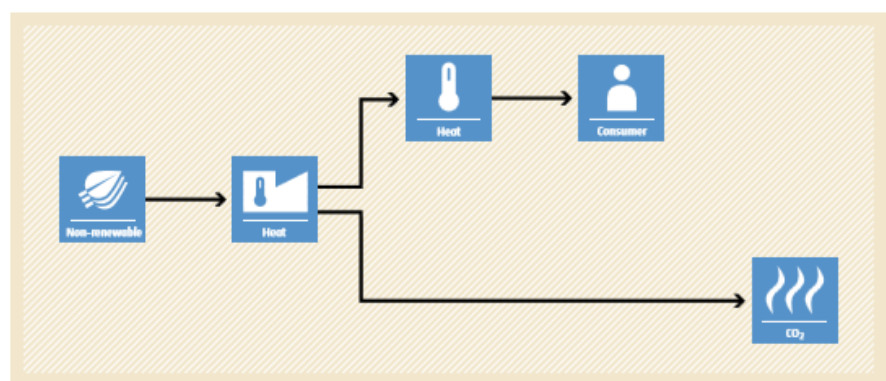 Heat
Consumer
Non-renewable
Heat
CO₂